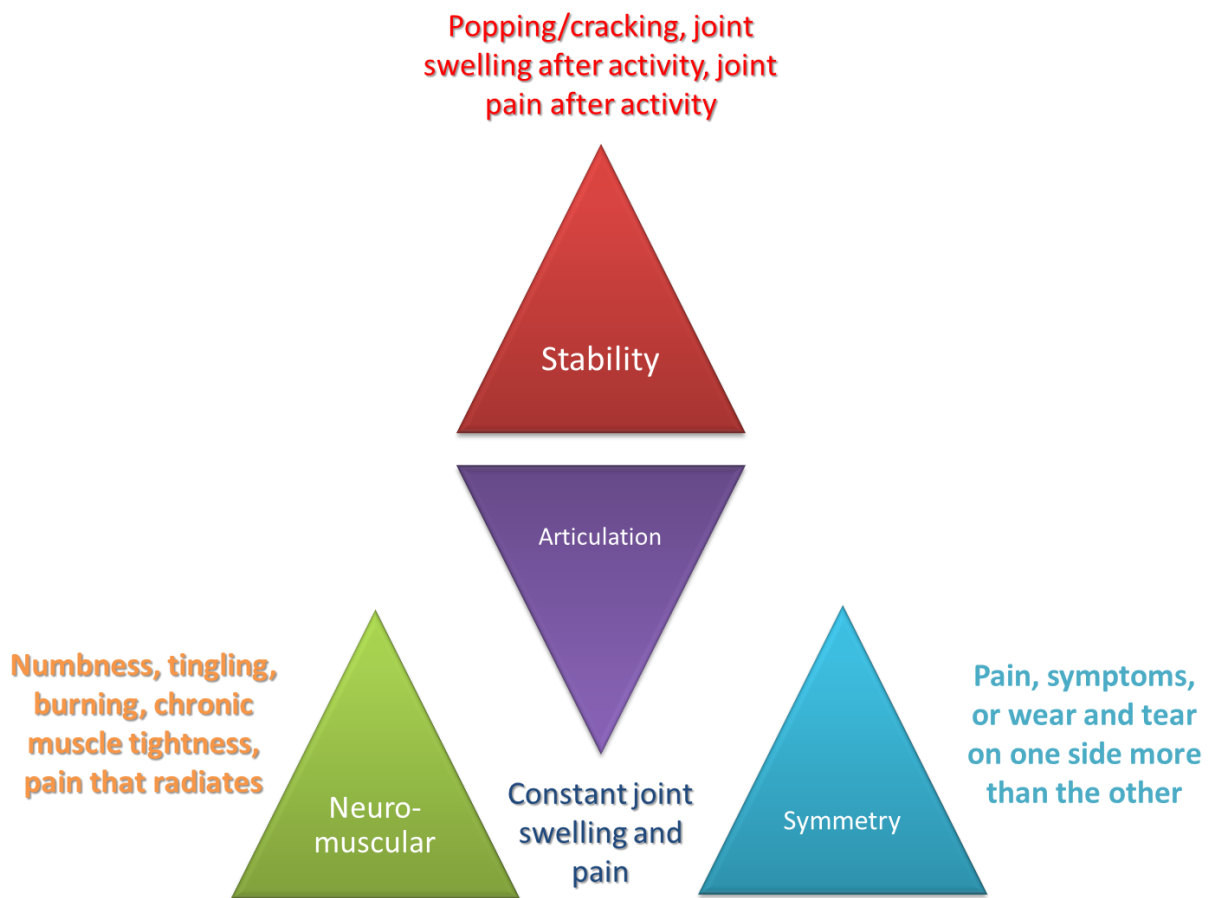 Popping/cracking, joint
swelling after activity, joint
pain after activity
Stability
Articulation
Numbness, tingling,
burning, chronic
muscle tightness,
pain that radiates
Neuro-
muscular
Constant joint
swelling and
pain
Symmetry
Pain, symptoms,
or wear and tear
on one side more
than the other